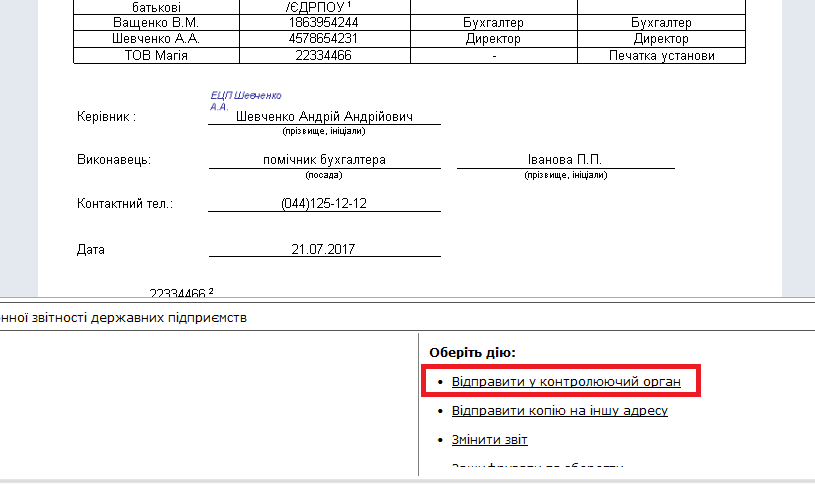 батькові /ЄДРПОУ 1
Ващенко В.М. 1863954244 Бухгалтер Бухгалтер
Шевченко А.А. 4578654231 Директор Директор
ТОВ Магія 22334466 - Печатка установи
ЕЦП Шевченко
А.А.
Керівник : Шевченко Андрій Андрійович
(прізвище, ініціали)
Виконавець: помічник бухгалтера Іванова П.П.
(посада) (прізвище, ініціали)
Контактний тел.: (044)125-12-12
Дата 21.07.2017
22334466 2
нної звітності державних підприємств
Оберіть дію:
• Відправити у контролюючий орган
• Відправити копію на іншу адресу
• Змінити звіт